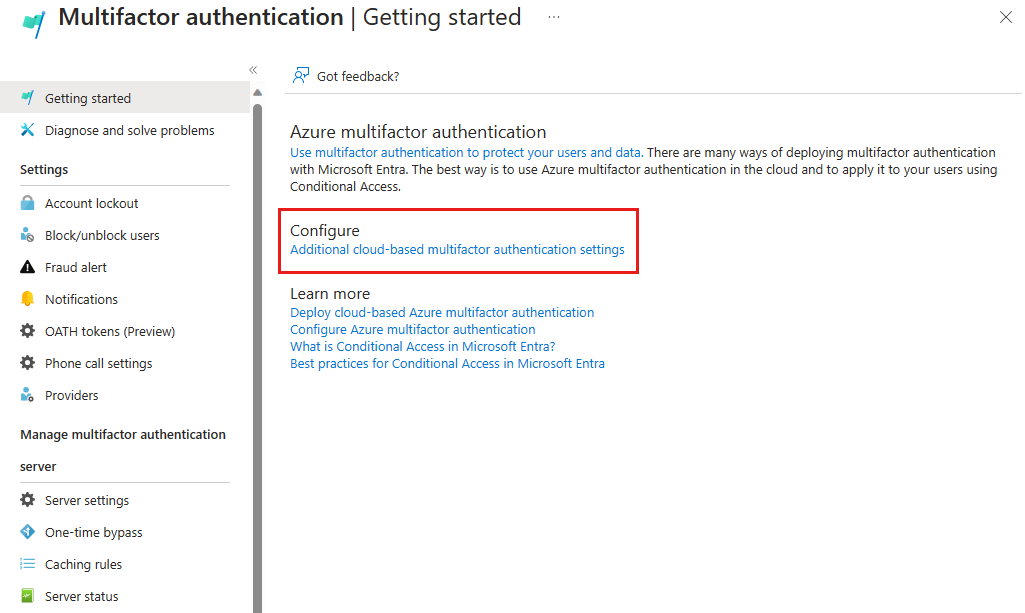 Multifactor authentication | Getting started ...
«
Getting started
Diagnose and solve problems
Settings
Account lockout
Block/unblock users
Fraud alert
Notifications
OATH tokens (Preview)
Phone call settings
Providers
Manage multifactor authentication
server
Server settings
One-time bypass
Caching rules
Server status
Got feedback?
Azure multifactor authentication
Use multifactor authentication to protect your users and data. There are many ways of deploying multifactor authentication
with Microsoft Entra. The best way is to use Azure multifactor authentication in the cloud and to apply it to your users using
Conditional Access.
Configure
Additional cloud-based multifactor authentication settings
Learn more
Deploy cloud-based Azure multifactor authentication
Configure Azure multifactor authentication
What is Conditional Access in Microsoft Entra?
Best practices for Conditional Access in Microsoft Entra